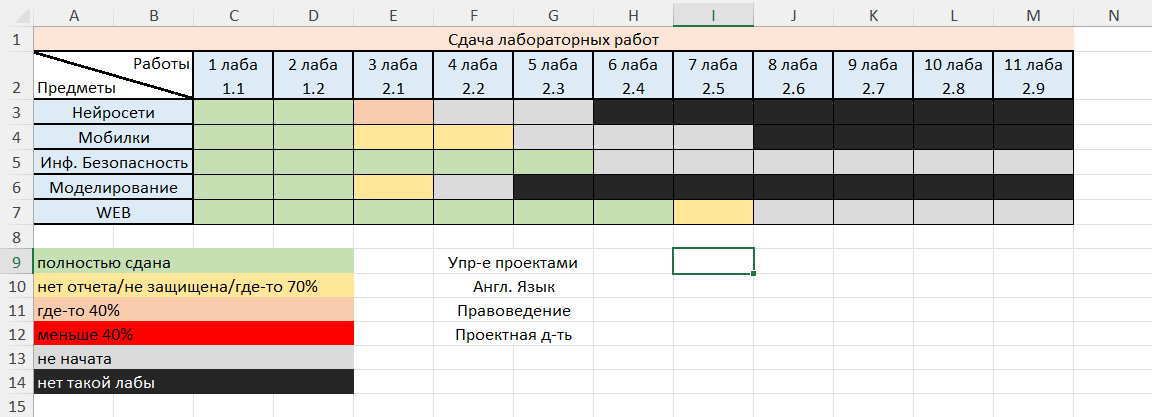 A B C D E F G H I J K L M N
1 Сдача лабораторных работ
Работы 1 лаба 2 лаба 3 лаба 4 лаба 5 лаба 6 лаба 7 лаба 8 лаба 9 лаба 10 лаба 11 лаба
2 Предметы 1.1 1.2 2.1 2.2 2.3 2.4 2.5 2.6 2.7 2.8 2.9
3 Нейросети
4 Мобилки
5 Инф. Безопасность
6 Моделирование
7 WEB
8
9 полностью сдана Упр-е проектами
10 нет отчета/не защищена/где-то 70% Англ. Язык
11 где-то 40% Правоведение
12 меньше 40% Проектная д-ть
13 не начата
14 нет такой лабы
15